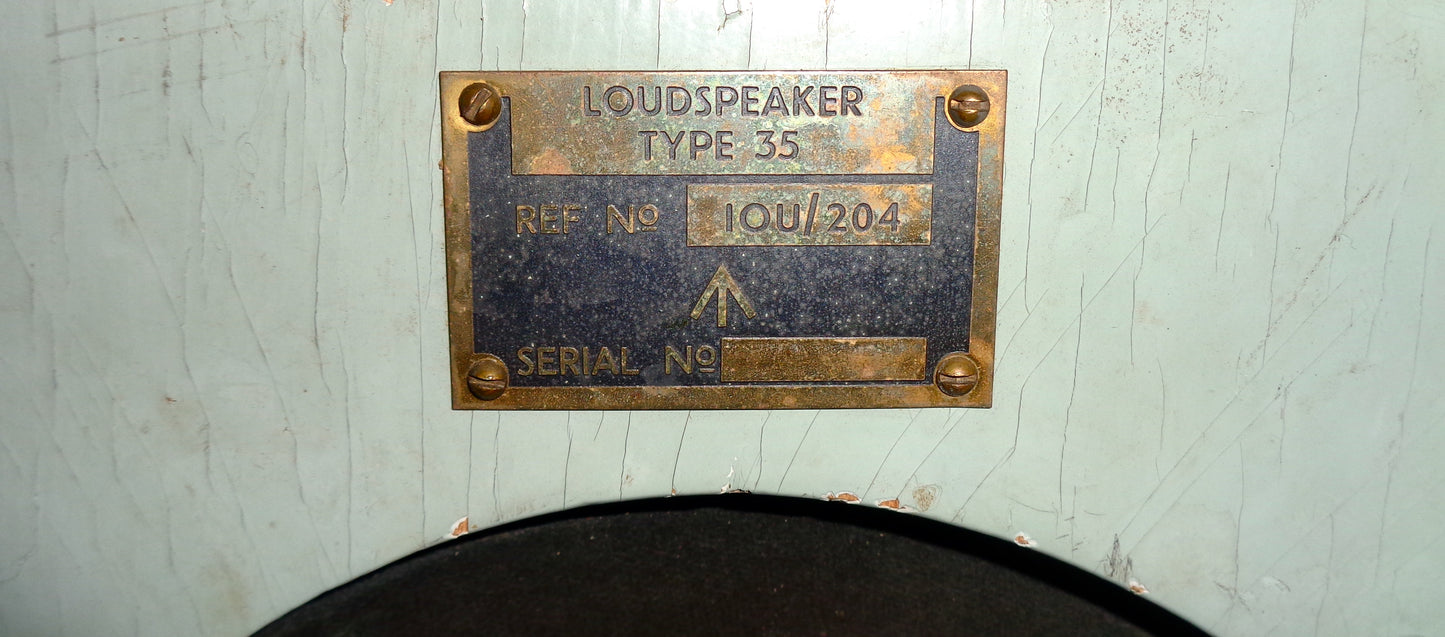 LOUDSPEAKER
TYPE 35
REF Nº 10U/204
SERIAL Nº